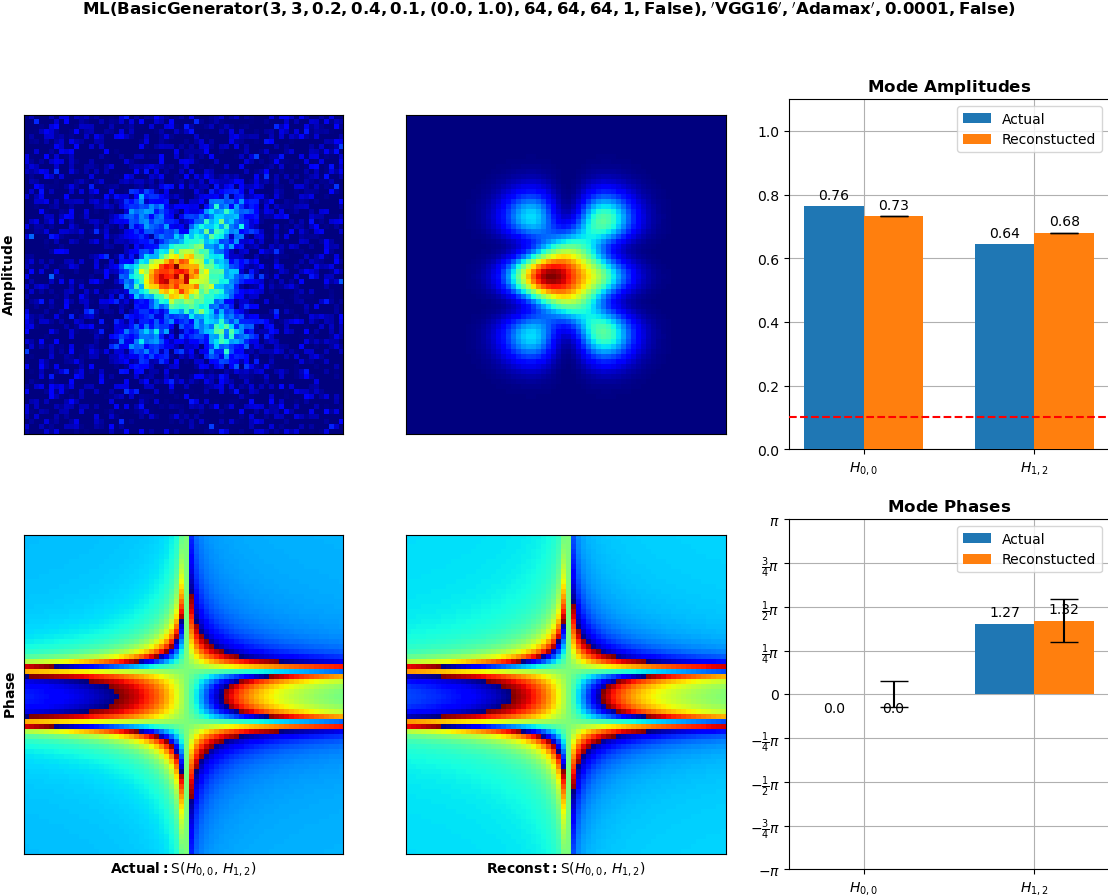 ML(BasicGenerator(3, 3, 0.2, 0.4, 0.1, (0.0, 1.0), 64, 64, 64, 1, False), ′VGG16′, ′Adamax′, 0.0001, False)
Amplitude
Mode Amplitudes
Actual
Reconstucted
1.0
0.8
0.6
0.4
0.2
0.0
0.76
0.73
0.64
0.68
H0, 0
H1, 2
Phase
Actual: S(H0, 0, H1, 2)
Reconst: S(H0, 0, H1, 2)
Mode Phases
Actual
Reconstucted
π
3/4π
1/2π
1/4π
0
−1/4π
−1/2π
−3/4π
−π
0.0
0.0
1.27
1.32
H0, 0
H1, 2